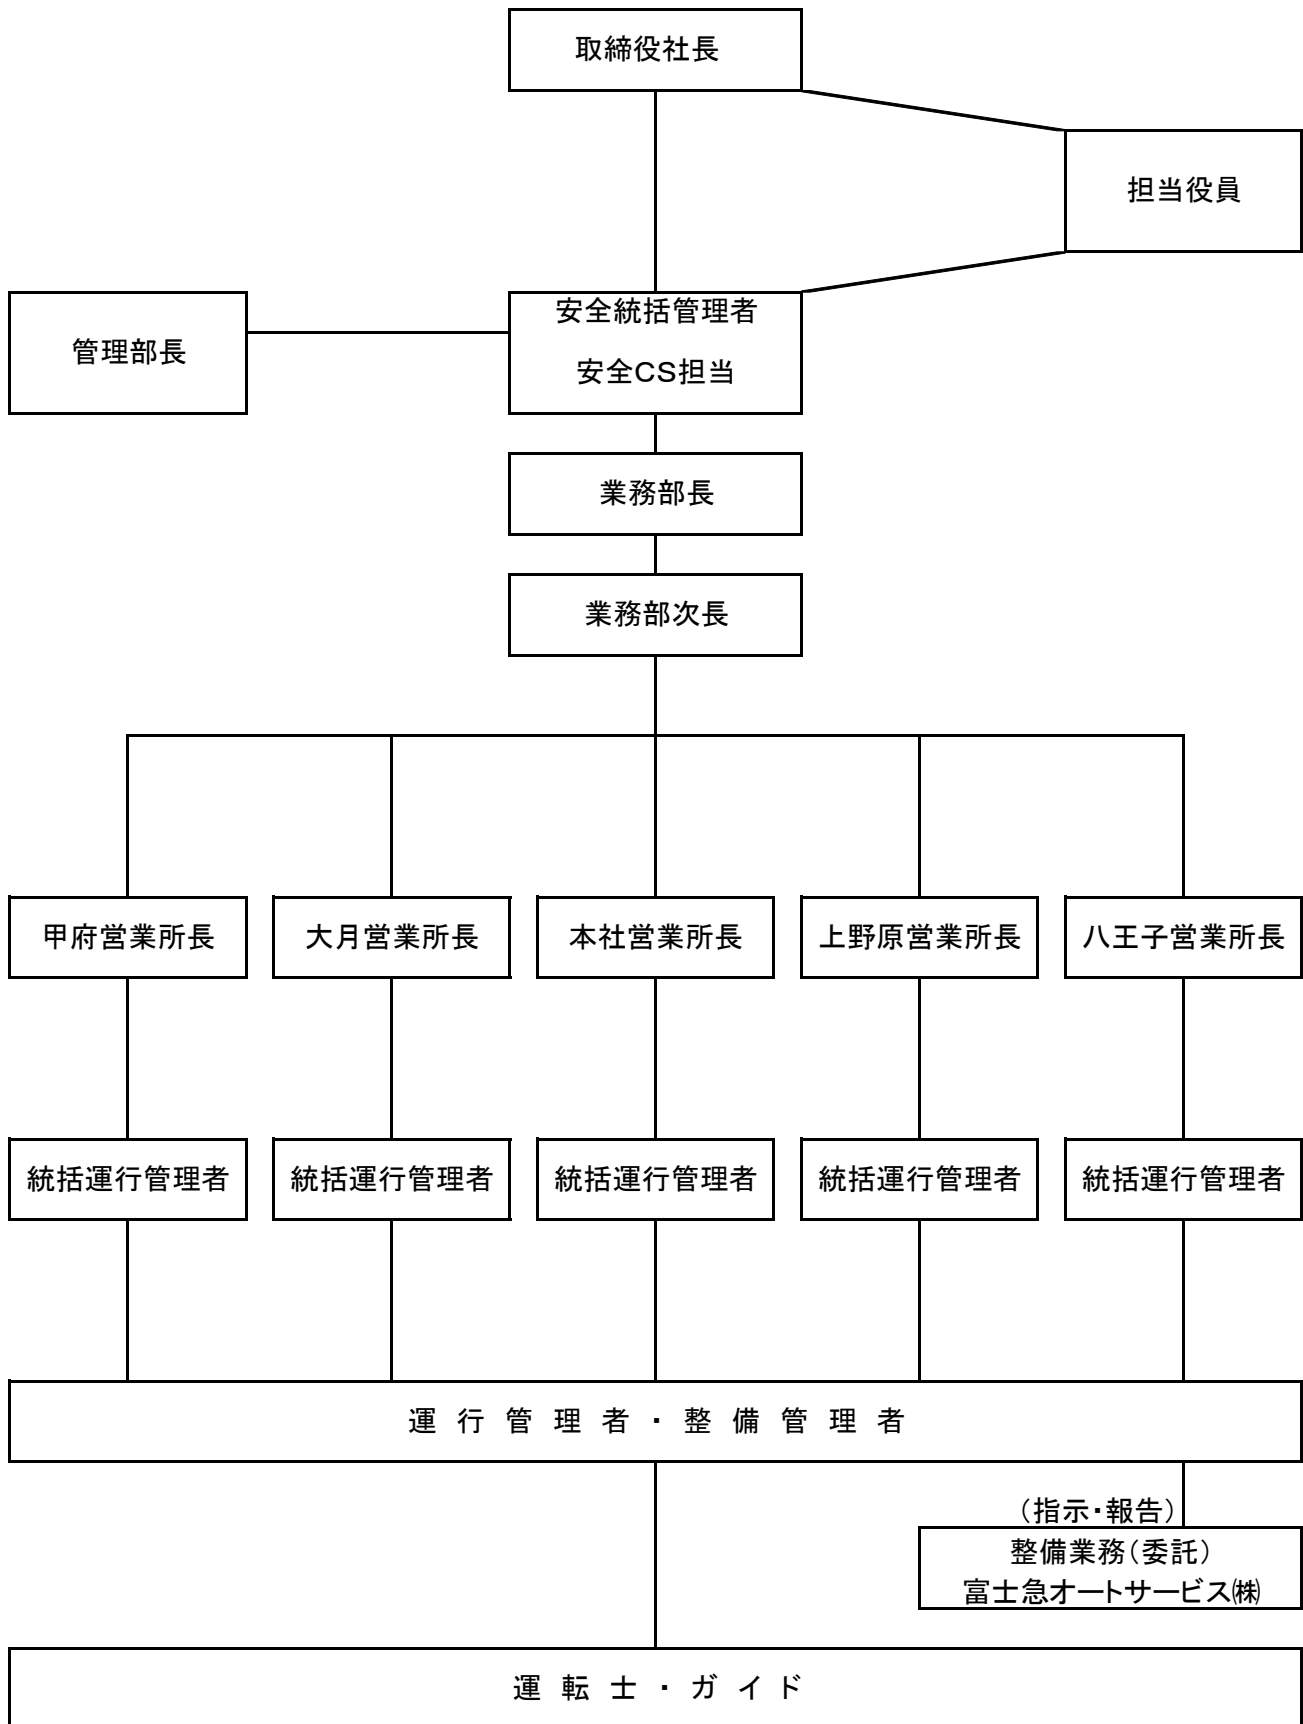 取締役社長
担当役員
管理部長
安全統括管理者
安全CS担当
業務部長
業務部次長
甲府営業所長
大月営業所長
本社営業所長
上野原営業所長
八王子営業所長
統括運行管理者
統括運行管理者
統括運行管理者
統括運行管理者
統括運行管理者
運行管理者・整備管理者
（指示・報告）
整備業務（委託）
富士急オートサービス㈱
運転士・ガイド